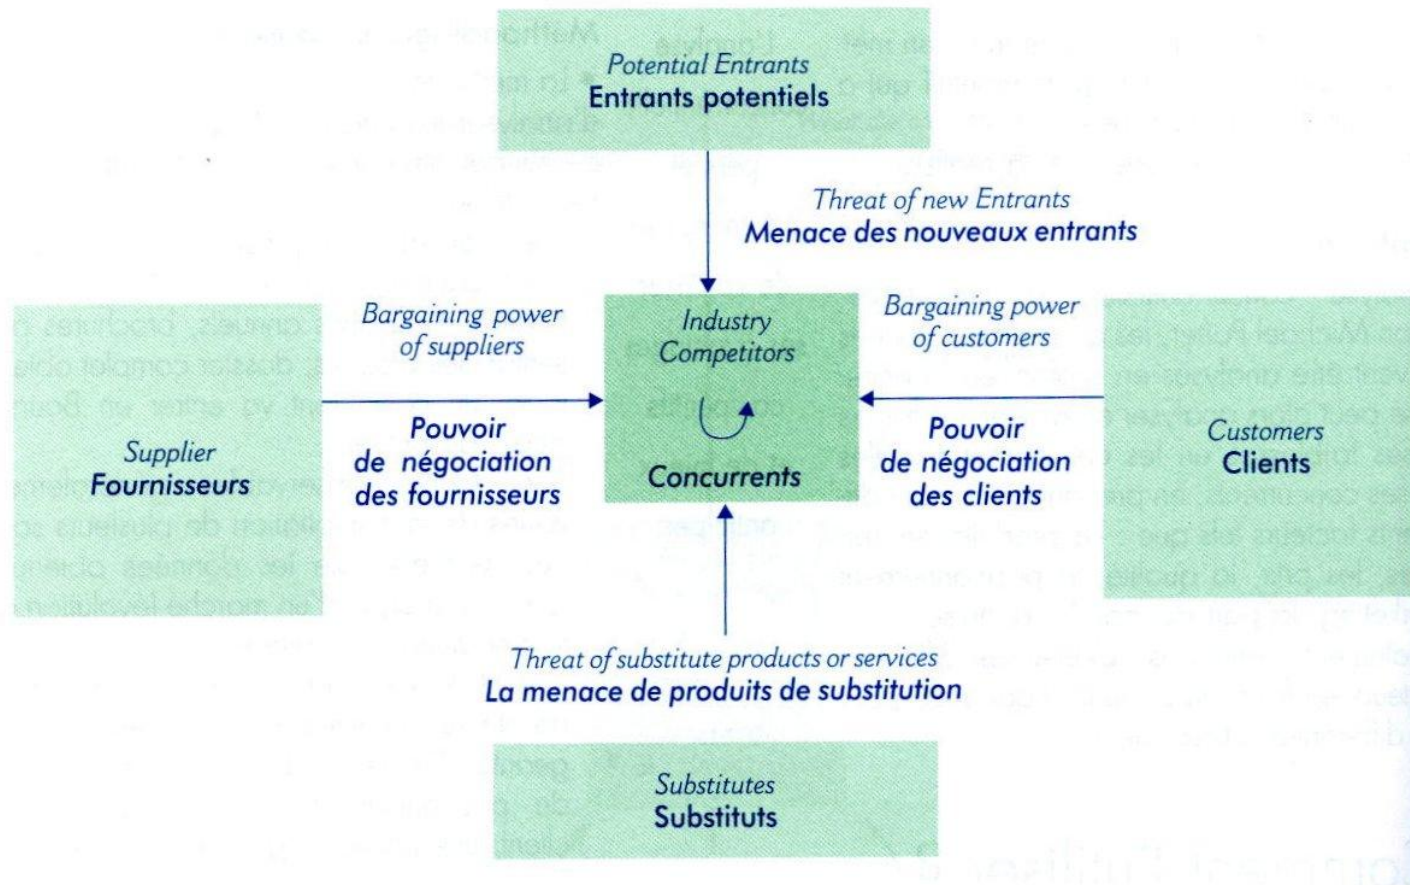 Potential Entrants
Entrants potentiels
Threat of new Entrants
Menace des nouveaux entrants
Bargaining power
of suppliers
Pouvoir
de négociation
des fournisseurs
Supplier
Fournisseurs
Industry
Competitors
Concurrents
Bargaining power
of customers
Pouvoir
de négociation
des clients
Customers
Clients
Threat of substitute products or services
La menace de produits de substitution
Substitutes
Substituts